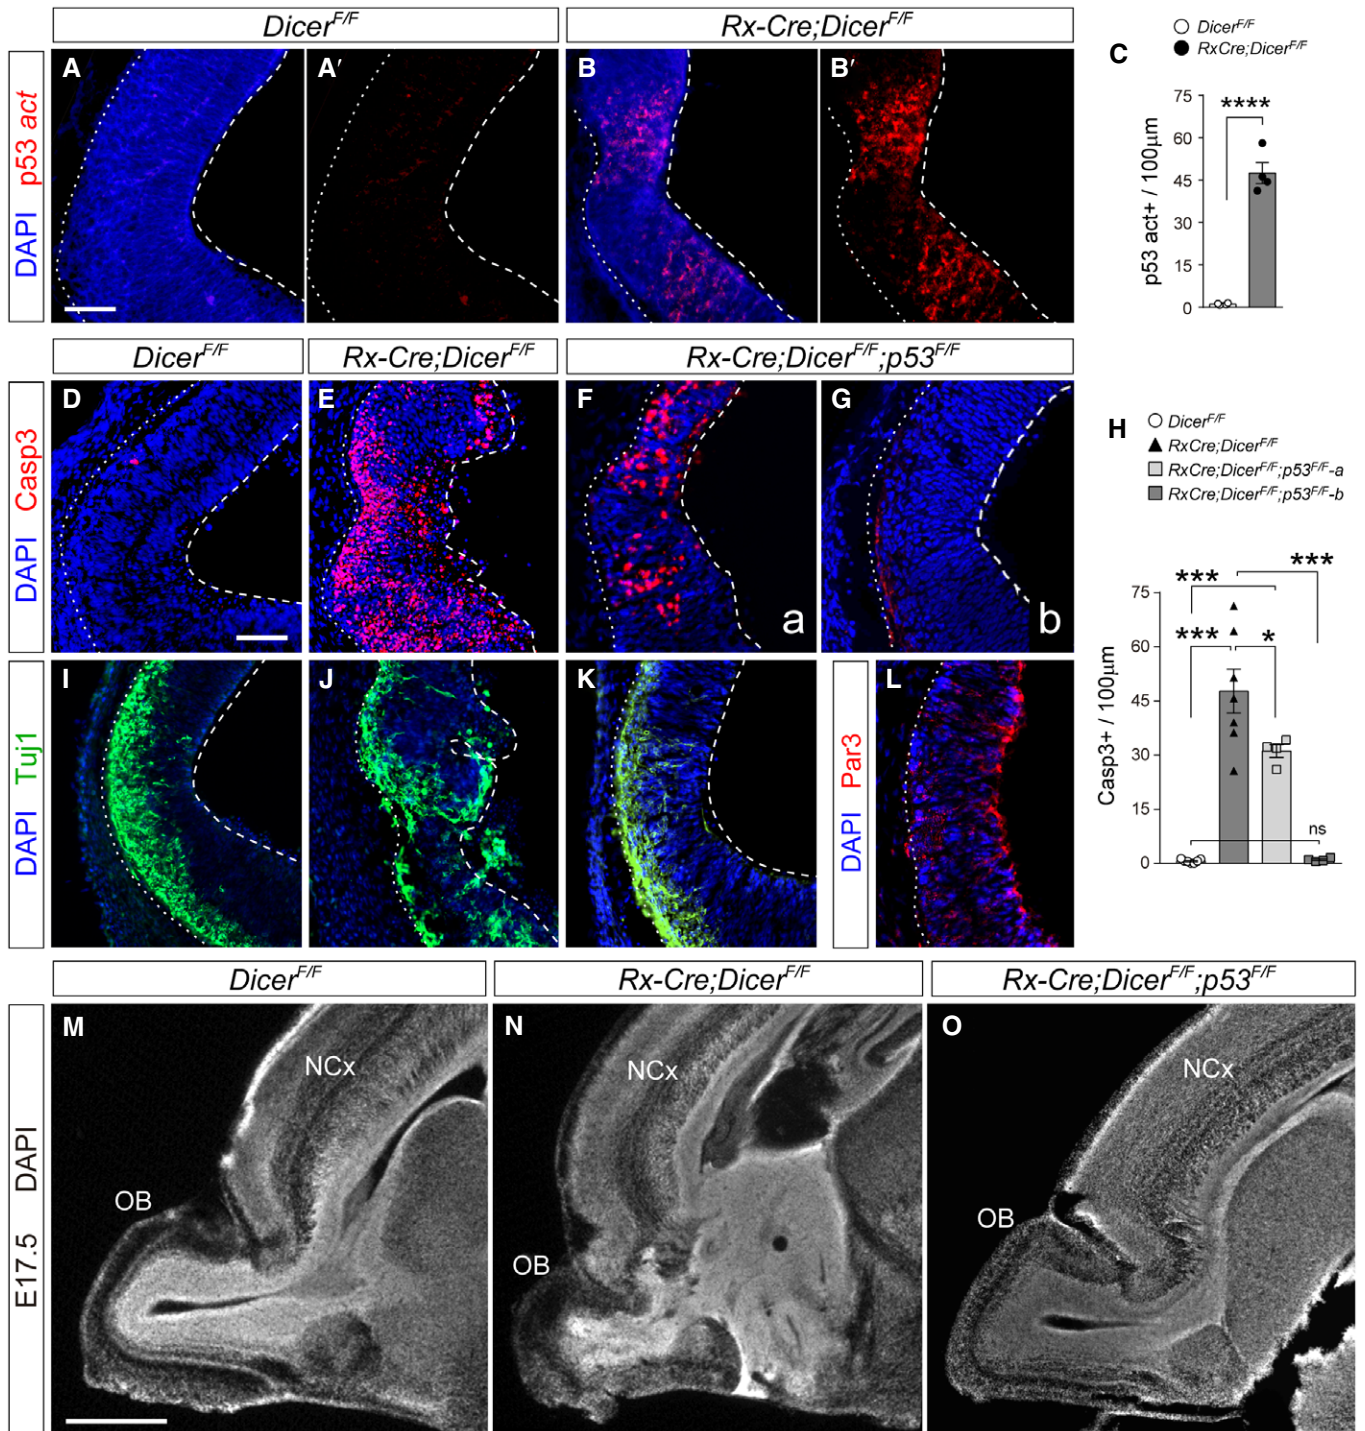 Dicer^F/F
Rx-Cre;Dicer^F/F
DAPI p53 act
A
A′
B
B′
C
Dicer^F/F
RxCre;Dicer^F/F
p53 act+ / 100µm
75
60
45
30
15
0
****
Dicer^F/F
Rx-Cre;Dicer^F/F
Rx-Cre;Dicer^F/F;p53^F/F
DAPI Casp3
D
E
F
a
G
b
H
Dicer^F/F
RxCre;Dicer^F/F
RxCre;Dicer^F/F;p53^F/F-a
RxCre;Dicer^F/F;p53^F/F-b
Casp3+ / 100µm
75
60
45
30
15
0
***
***
***
*
ns
DAPI Tuj1
I
J
K
DAPI Par3
L
Dicer^F/F
Rx-Cre;Dicer^F/F
Rx-Cre;Dicer^F/F;p53^F/F
E17.5 DAPI
M
NCx
OB
N
NCx
OB
O
NCx
OB